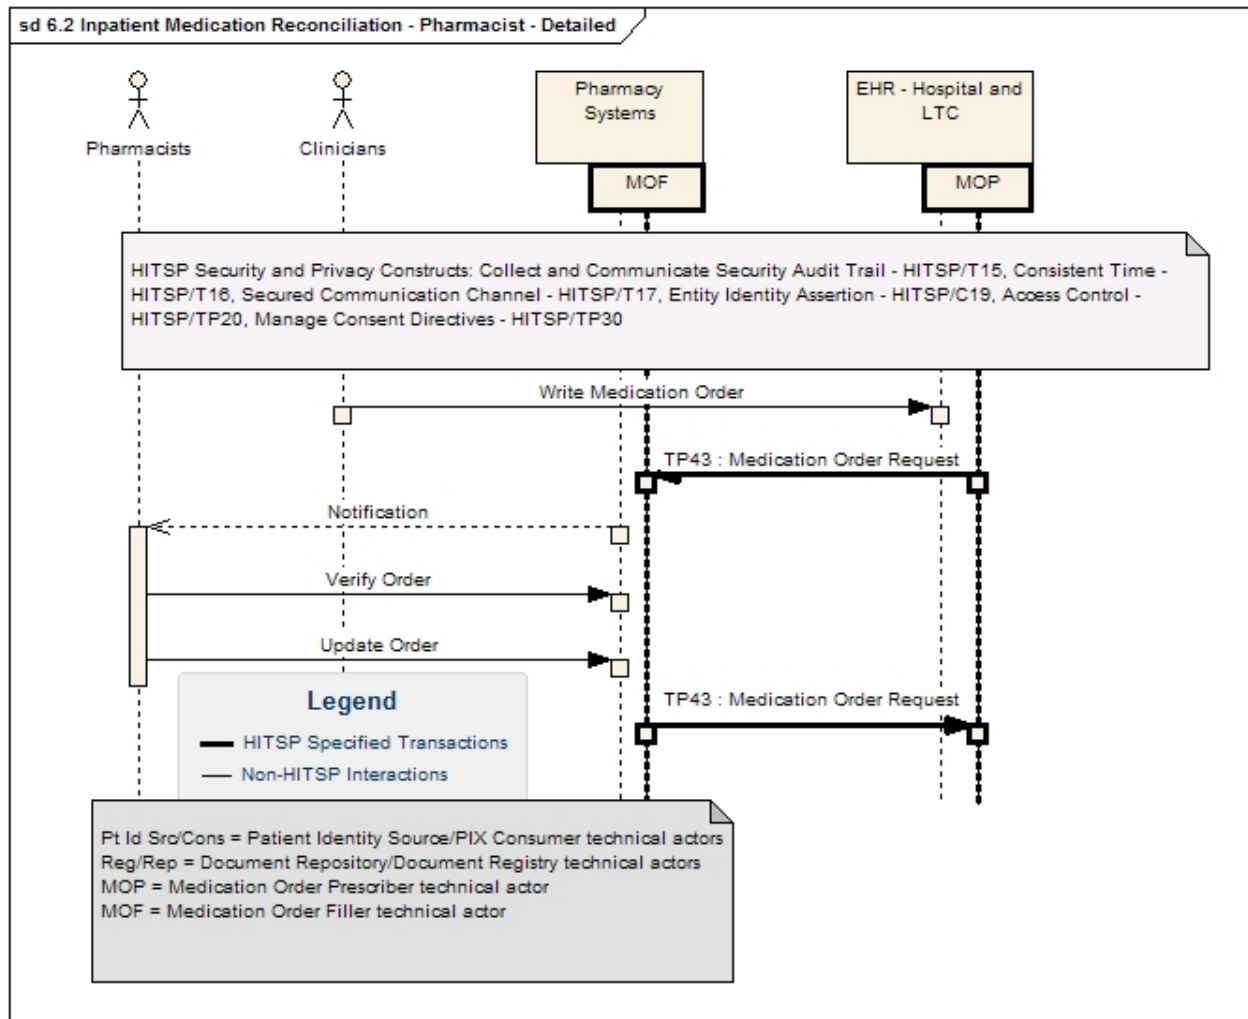 sd 6.2 Inpatient Medication Reconciliation - Pharmacist - Detailed
Pharmacists
Clinicians
Pharmacy
Systems
EHR - Hospital and
LTC
MOF
MOP
HITSP Security and Privacy Constructs: Collect and Communicate Security Audit Trail - HITSP/T15, Consistent Time -
HITSP/T16, Secured Communication Channel - HITSP/T17, Entity Identity Assertion - HITSP/C19, Access Control -
HITSP/TP20, Manage Consent Directives - HITSP/TP30
Write Medication Order
TP43 : Medication Order Request
Notification
Verify Order
Update Order
TP43 : Medication Order Request
Legend
HITSP Specified Transactions
Non-HITSP Interactions
Pt Id Src/Cons = Patient Identity Source/PIX Consumer technical actors
Reg/Rep = Document Repository/Document Registry technical actors
MOP = Medication Order Prescriber technical actor
MOF = Medication Order Filler technical actor